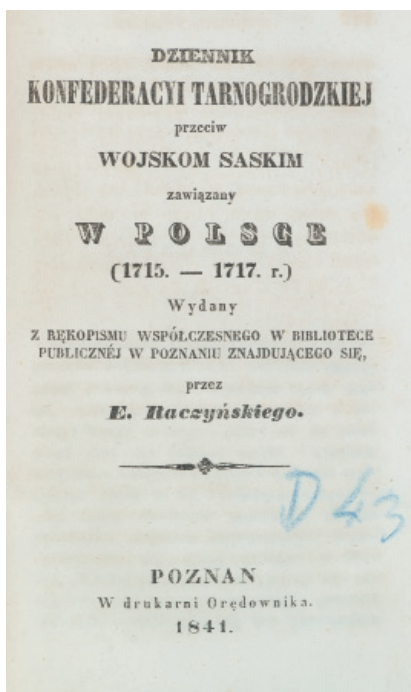 DZIENNIK
KONFEDERACYI TARNOGRODZKIEJ
przeciw
WOJSKOM SASKIM
zawiązany
W POLSCE
(1715. — 1717. r.)
Wydany
Z RĘKOPISMU WSPÓŁCZESNEGO W BIBLIOTECE
PUBLICZNÉJ W POZNANIU ZNAJDUJĄCEGO SIĘ,
przez
E. Raczyńskiego.
D 43
POZNAŃ
W drukarni Orędownika.
1841.